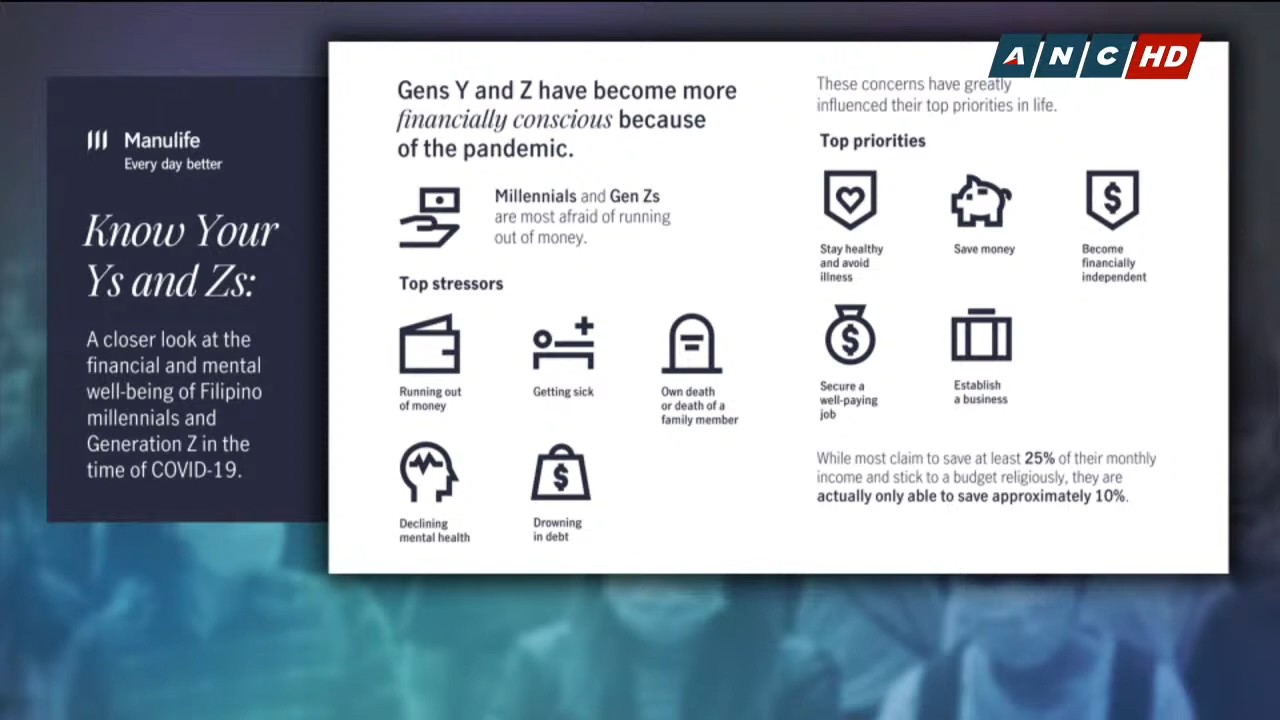 ANC HD
Manulife
Every day better
Know Your
Ys and Zs:
A closer look at the
financial and mental
well-being of Filipino
millennials and
Generation Z in the
time of COVID-19.
Gens Y and Z have become more
financially conscious because
of the pandemic.
Millennials and Gen Zs
are most afraid of running
out of money.
Top stressors
Running out
of money
Getting sick
Own death
or death of a
family member
Declining
mental health
Drowning
in debt
These concerns have greatly
influenced their top priorities in life.
Top priorities
Stay healthy
and avoid
illness
Save money
Become
financially
independent
Secure a
well-paying
job
Establish
a business
While most claim to save at least 25% of their monthly
income and stick to a budget religiously, they are
actually only able to save approximately 10%.